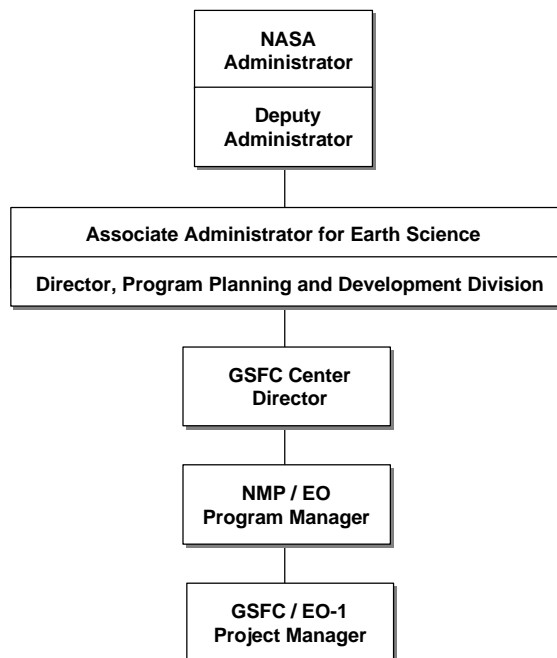 NASA
Administrator
Deputy
Administrator
Associate Administrator for Earth Science
Director, Program Planning and Development Division
GSFC Center
Director
NMP / EO
Program Manager
GSFC / EO-1
Project Manager